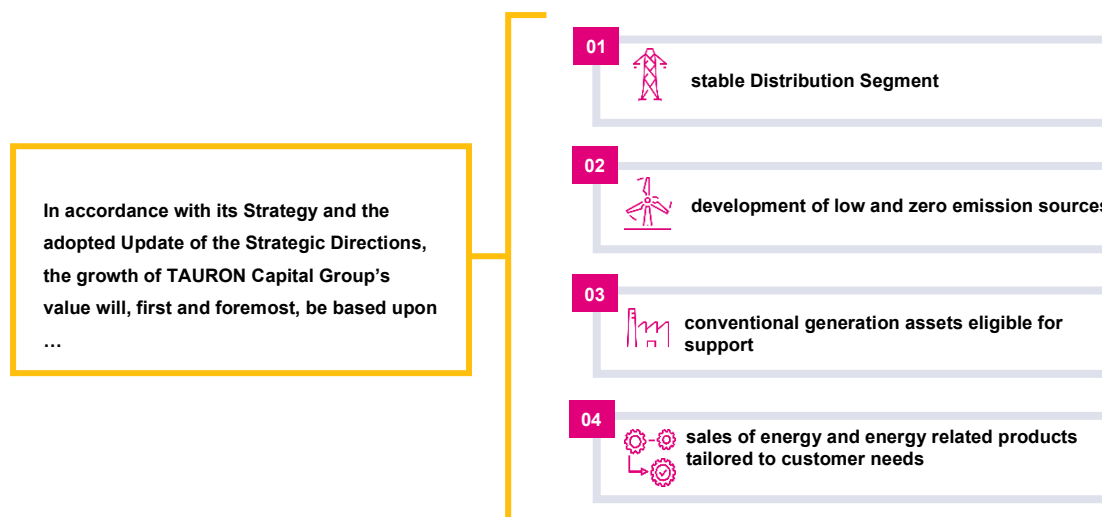 In accordance with its Strategy and the
adopted Update of the Strategic Directions,
the growth of TAURON Capital Group’s
value will, first and foremost, be based upon
…
01
stable Distribution Segment
02
development of low and zero emission sources
03
conventional generation assets eligible for
support
04
sales of energy and energy related products
tailored to customer needs